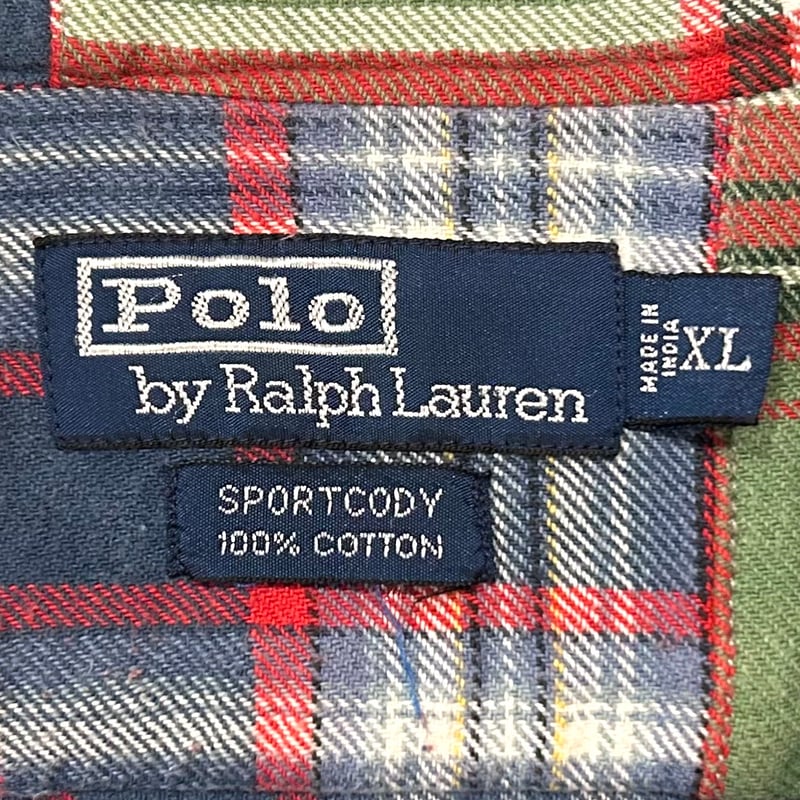 Polo
by Ralph Lauren
MADE IN
INDIA
XL
SPORTCODY
100% COTTON